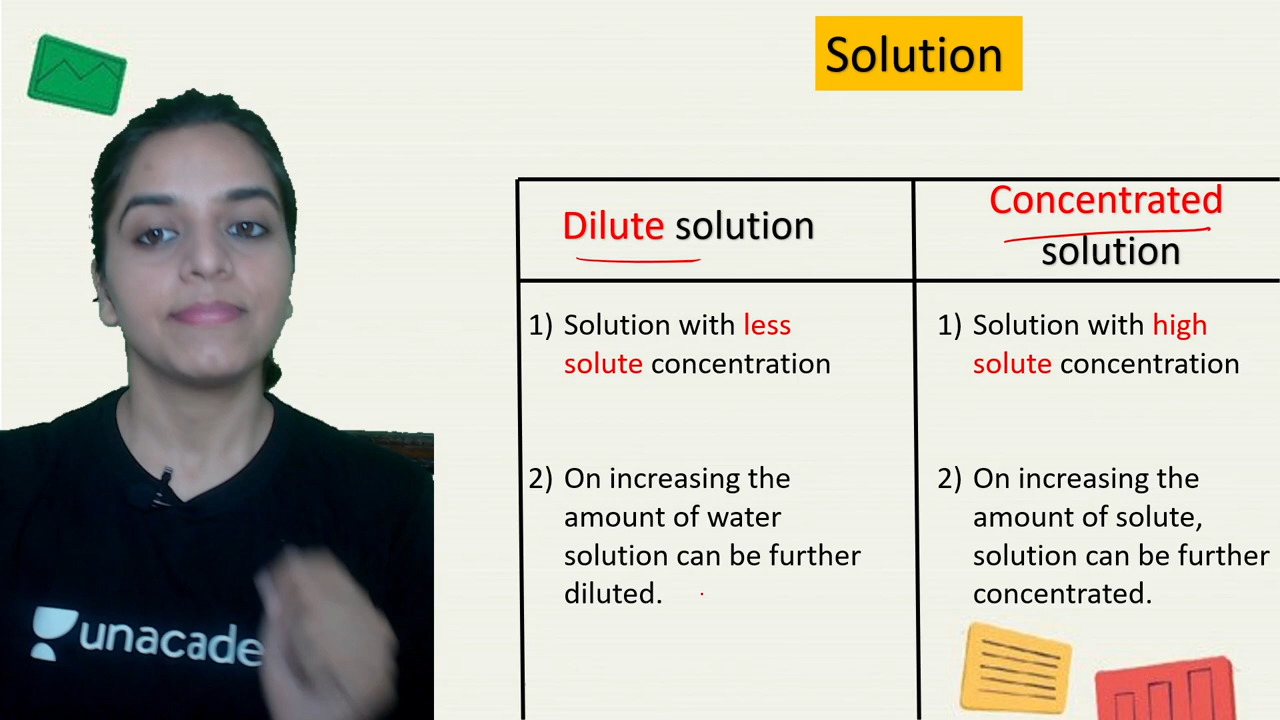 Solution
Dilute solution
Concentrated
solution
1) Solution with less
solute concentration
2) On increasing the
amount of water
solution can be further
diluted.
1) Solution with high
solute concentration
2) On increasing the
amount of solute,
solution can be further
concentrated.
unacade